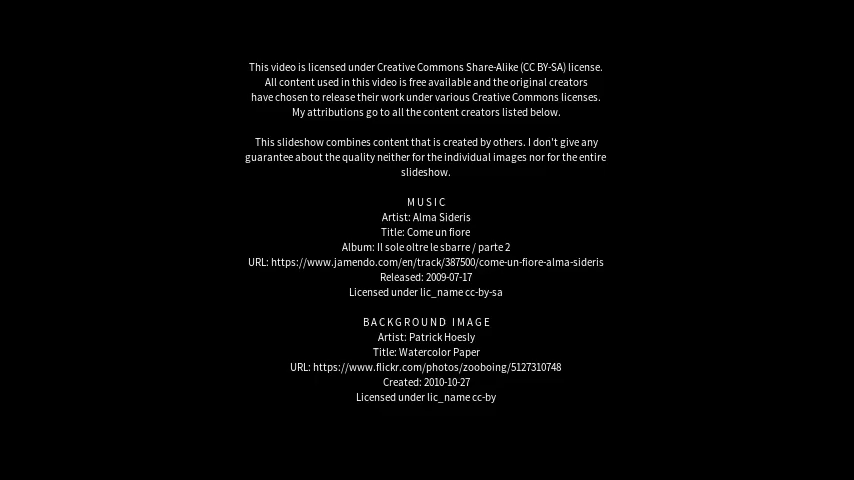 This video is licensed under Creative Commons Share-Alike (CC BY-SA) license.
All content used in this video is free available and the original creators
have chosen to release their work under various Creative Commons licenses.
My attributions go to all the content creators listed below.
This slideshow combines content that is created by others. I don't give any
guarantee about the quality neither for the individual images nor for the entire
slideshow.
MUSIC
Artist: Alma Sideris
Title: Come un fiore
Album: Il sole oltre le sbarre / parte 2
URL: https://www.jamendo.com/en/track/387500/come-un-fiore-alma-sideris
Released: 2009-07-17
Licensed under lic_name cc-by-sa
BACKGROUND IMAGE
Artist: Patrick Hoesly
Title: Watercolor Paper
URL: https://www.flickr.com/photos/zooboing/5127310748
Created: 2010-10-27
Licensed under lic_name cc-by